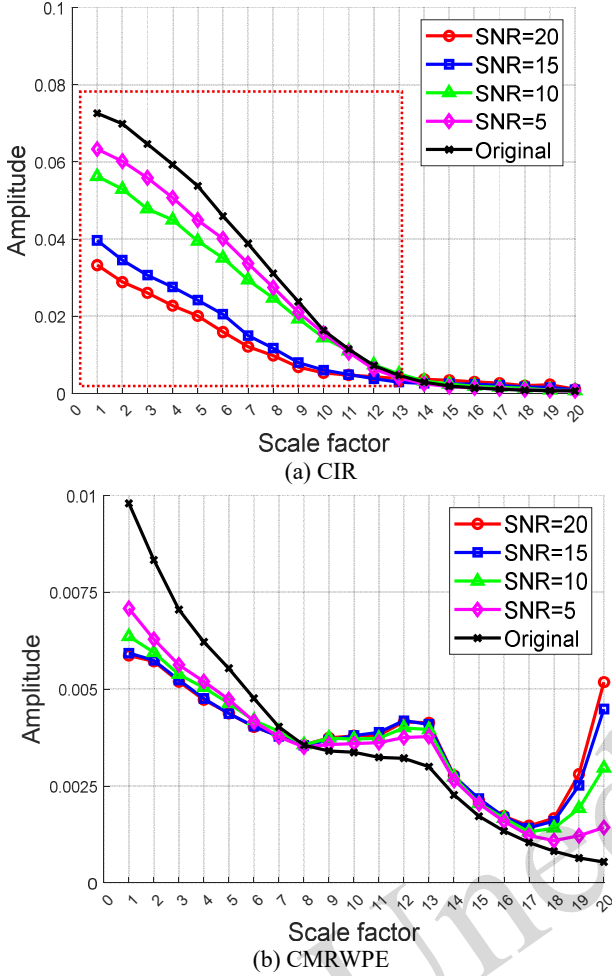 0.1
0.08
0.06
0.04
0.02
0
Amplitude
SNR=20
SNR=15
SNR=10
SNR=5
Original
0 1 2 3 4 5 6 7 8 9 10 11 12 13 14 15 16 17 18 19 20
Scale factor
(a) CIR
0.01
0.0075
0.005
0.0025
0
Amplitude
SNR=20
SNR=15
SNR=10
SNR=5
Original
0 1 2 3 4 5 6 7 8 9 10 11 12 13 14 15 16 17 18 19 20
Scale factor
(b) CMRWPE
Uned